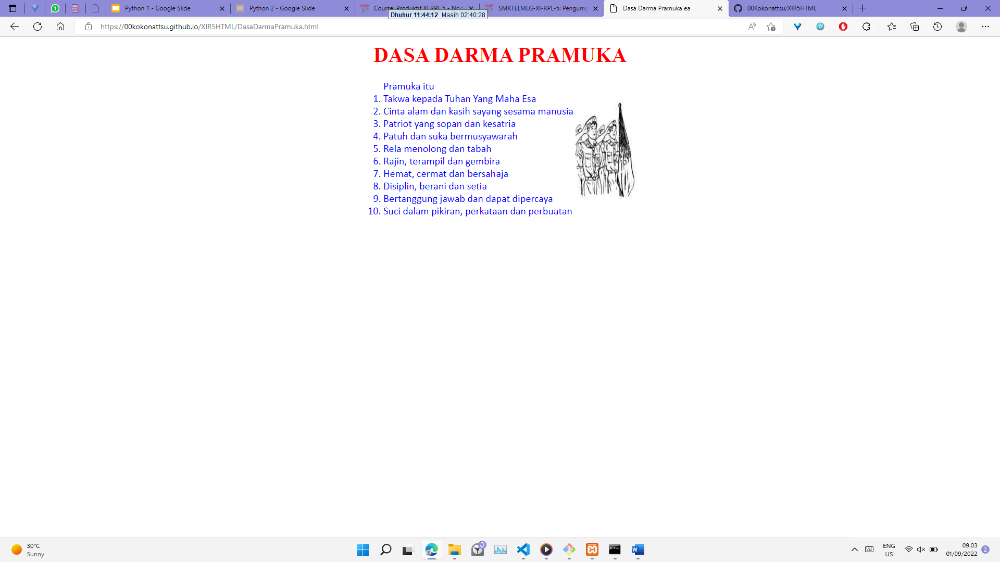 Python 1 - Google Slide
Python 2 - Google Slide
Course: Produktif XI RPL 5 - Nod
SMKTELMLG-XI-RPL-5: Pengump
Dasa Darma Pramuka ea
00Kokonattsu/XIR5HTML
Dhuhur 11:44:12 Masih 02:40:28
https://00kokonattsu.github.io/XIR5HTML/DasaDarmaPramuka.html
DASA DARMA PRAMUKA
Pramuka itu
1. Takwa kepada Tuhan Yang Maha Esa
2. Cinta alam dan kasih sayang sesama manusia
3. Patriot yang sopan dan kesatria
4. Patuh dan suka bermusyawarah
5. Rela menolong dan tabah
6. Rajin, terampil dan gembira
7. Hemat, cermat dan bersahaja
8. Disiplin, berani dan setia
9. Bertanggung jawab dan dapat dipercaya
10. Suci dalam pikiran, perkataan dan perbuatan
30°C
Sunny
ENG
US
09.03
01/09/2022
2